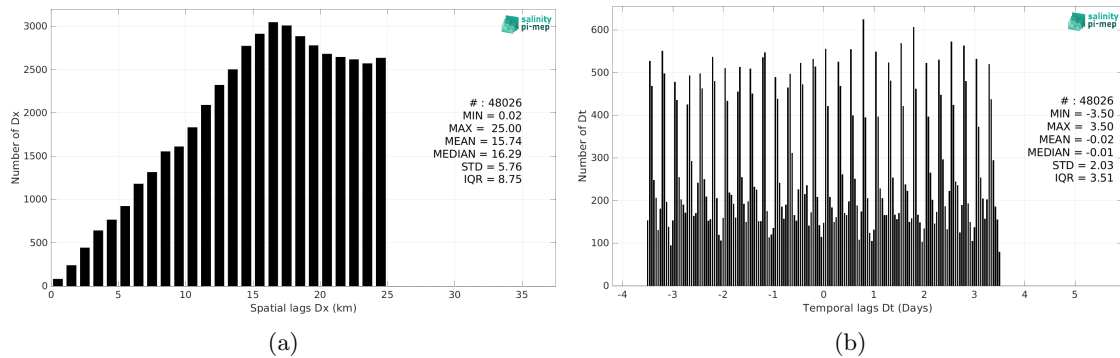 salinity
pi-mep
# : 48026
MIN = 0.02
MAX = 25.00
MEAN = 15.74
MEDIAN = 16.29
STD = 5.76
IQR = 8.75
Number of Dx
3000
2500
2000
1500
1000
500
0
0 5 10 15 20 25 30 35
Spatial lags Dx (km)
(a)
salinity
pi-mep
# : 48026
MIN = -3.50
MAX = 3.50
MEAN = -0.02
MEDIAN = -0.01
STD = 2.03
IQR = 3.51
Number of Dt
600
500
400
300
200
100
0
-4 -3 -2 -1 0 1 2 3 4 5
Temporal lags Dt (Days)
(b)